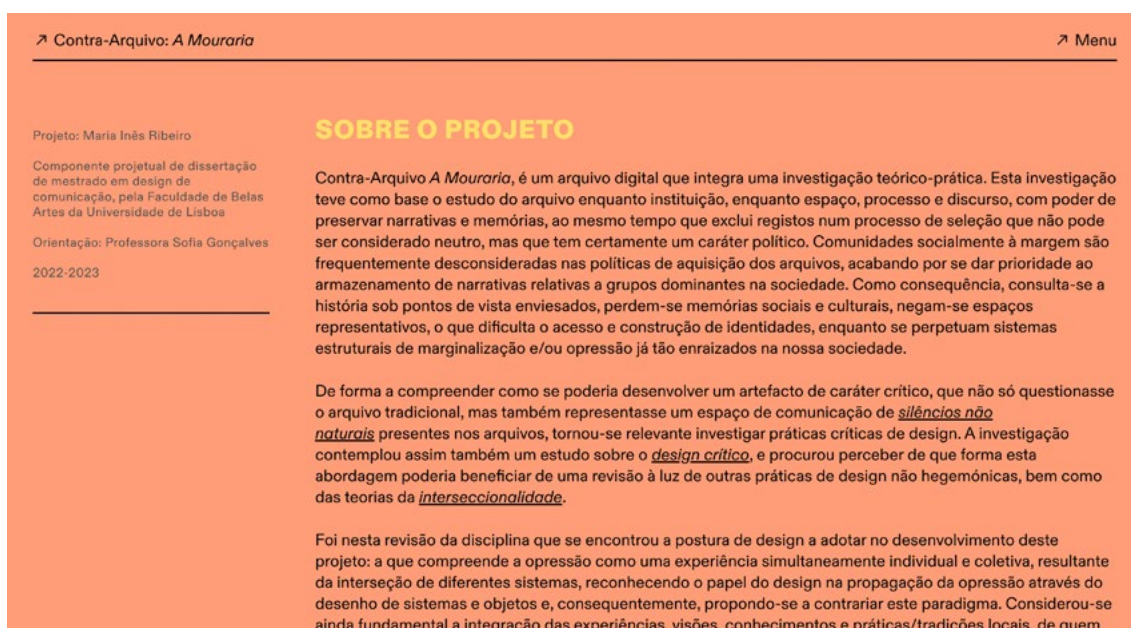 ↗ Contra-Arquivo: A Mouraria
↗ Menu
Projeto: Maria Inês Ribeiro
Componente projetual de dissertação
de mestrado em design de
comunicação, pela Faculdade de Belas
Artes da Universidade de Lisboa
Orientação: Professora Sofia Gonçalves
2022-2023
SOBRE O PROJETO
Contra-Arquivo A Mouraria, é um arquivo digital que integra uma investigação teórico-prática. Esta investigação
teve como base o estudo do arquivo enquanto instituição, enquanto espaço, processo e discurso, com poder de
preservar narrativas e memórias, ao mesmo tempo que exclui registos num processo de seleção que não pode
ser considerado neutro, mas que tem certamente um caráter político. Comunidades socialmente à margem são
frequentemente desconsideradas nas políticas de aquisição dos arquivos, acabando por se dar prioridade ao
armazenamento de narrativas relativas a grupos dominantes na sociedade. Como consequência, consulta-se a
história sob pontos de vista enviesados, perdem-se memórias sociais e culturais, negam-se espaços
representativos, o que dificulta o acesso e construção de identidades, enquanto se perpetuam sistemas
estruturais de marginalização e/ou opressão já tão enraizados na nossa sociedade.
De forma a compreender como se poderia desenvolver um artefacto de caráter crítico, que não só questionasse
o arquivo tradicional, mas também representasse um espaço de comunicação de silêncios não
naturais presentes nos arquivos, tornou-se relevante investigar práticas críticas de design. A investigação
contemplou assim também um estudo sobre o design crítico, e procurou perceber de que forma esta
abordagem poderia beneficiar de uma revisão à luz de outras práticas de design não hegemónicas, bem como
das teorias da interseccionalidade.
Foi nesta revisão da disciplina que se encontrou a postura de design a adotar no desenvolvimento deste
projeto: a que compreende a opressão como uma experiência simultaneamente individual e coletiva, resultante
da interseção de diferentes sistemas, reconhecendo o papel do design na propagação da opressão através do
desenho de sistemas e objetos e, consequentemente, propondo-se a contrariar este paradigma. Considerou-se
ainda fundamental a integração das experiências, visões, conhecimentos e práticas/tradições locais, de quem